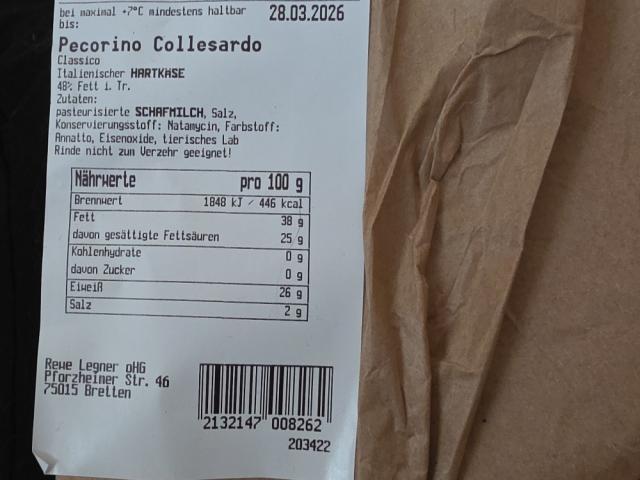 bei maximal +7°C mindestens haltbar 28.03.2026
bis:
Pecorino Collesardo
Classico
Italienischer HARTKÄSE
48% Fett i. Tr.
Zutaten:
pasteurisierte SCHAFMILCH, Salz,
Konservierungsstoff: Natamycin, Farbstoff:
Annatto, Eisenoxide, tierisches Lab
Rinde nicht zum Verzehr geeignet!
Nährwerte pro 100 g
Brennwert 1848 kJ / 446 kcal
Fett 38 g
davon gesättigte Fettsäuren 25 g
Kohlenhydrate 0 g
davon Zucker 0 g
Eiweiß 26 g
Salz 2 g
Rewe Legner oHG
Pforzheimer Str. 46
75015 Bretten
2132147 008262
203422